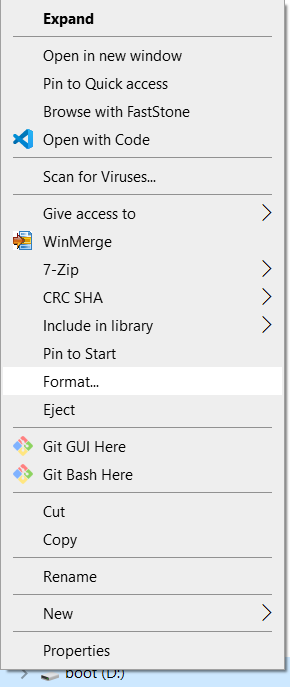 Expand
Open in new window
Pin to Quick access
Browse with FastStone
Open with Code
Scan for Viruses...
Give access to
WinMerge
7-Zip
CRC SHA
Include in library
Pin to Start
Format...
Eject
Git GUI Here
Git Bash Here
Cut
Copy
Rename
New
Properties
boot (D:)